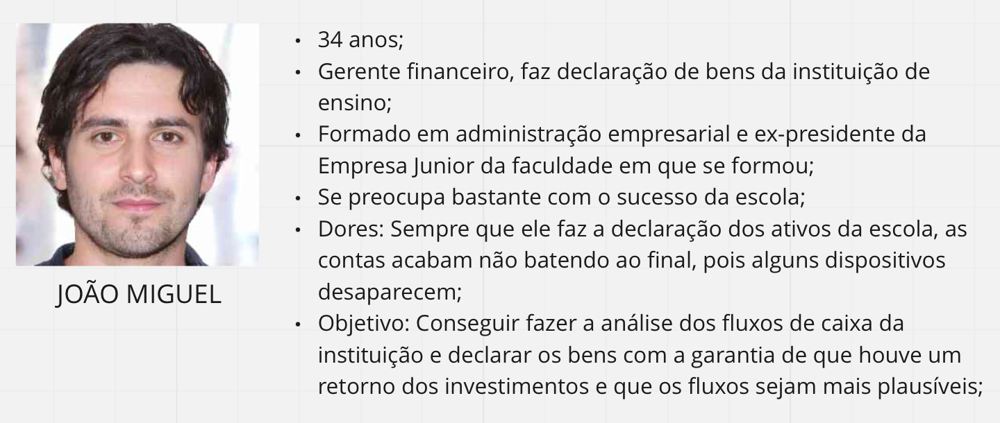 JOÃO MIGUEL
• 34 anos;
• Gerente financeiro, faz declaração de bens da instituição de
ensino;
• Formado em administração empresarial e ex-presidente da
Empresa Junior da faculdade em que se formou;
• Se preocupa bastante com o sucesso da escola;
• Dores: Sempre que ele faz a declaração dos ativos da escola, as
contas acabam não batendo ao final, pois alguns dispositivos
desaparecem;
• Objetivo: Conseguir fazer a análise dos fluxos de caixa da
instituição e declarar os bens com a garantia de que houve um
retorno dos investimentos e que os fluxos sejam mais plausíveis;